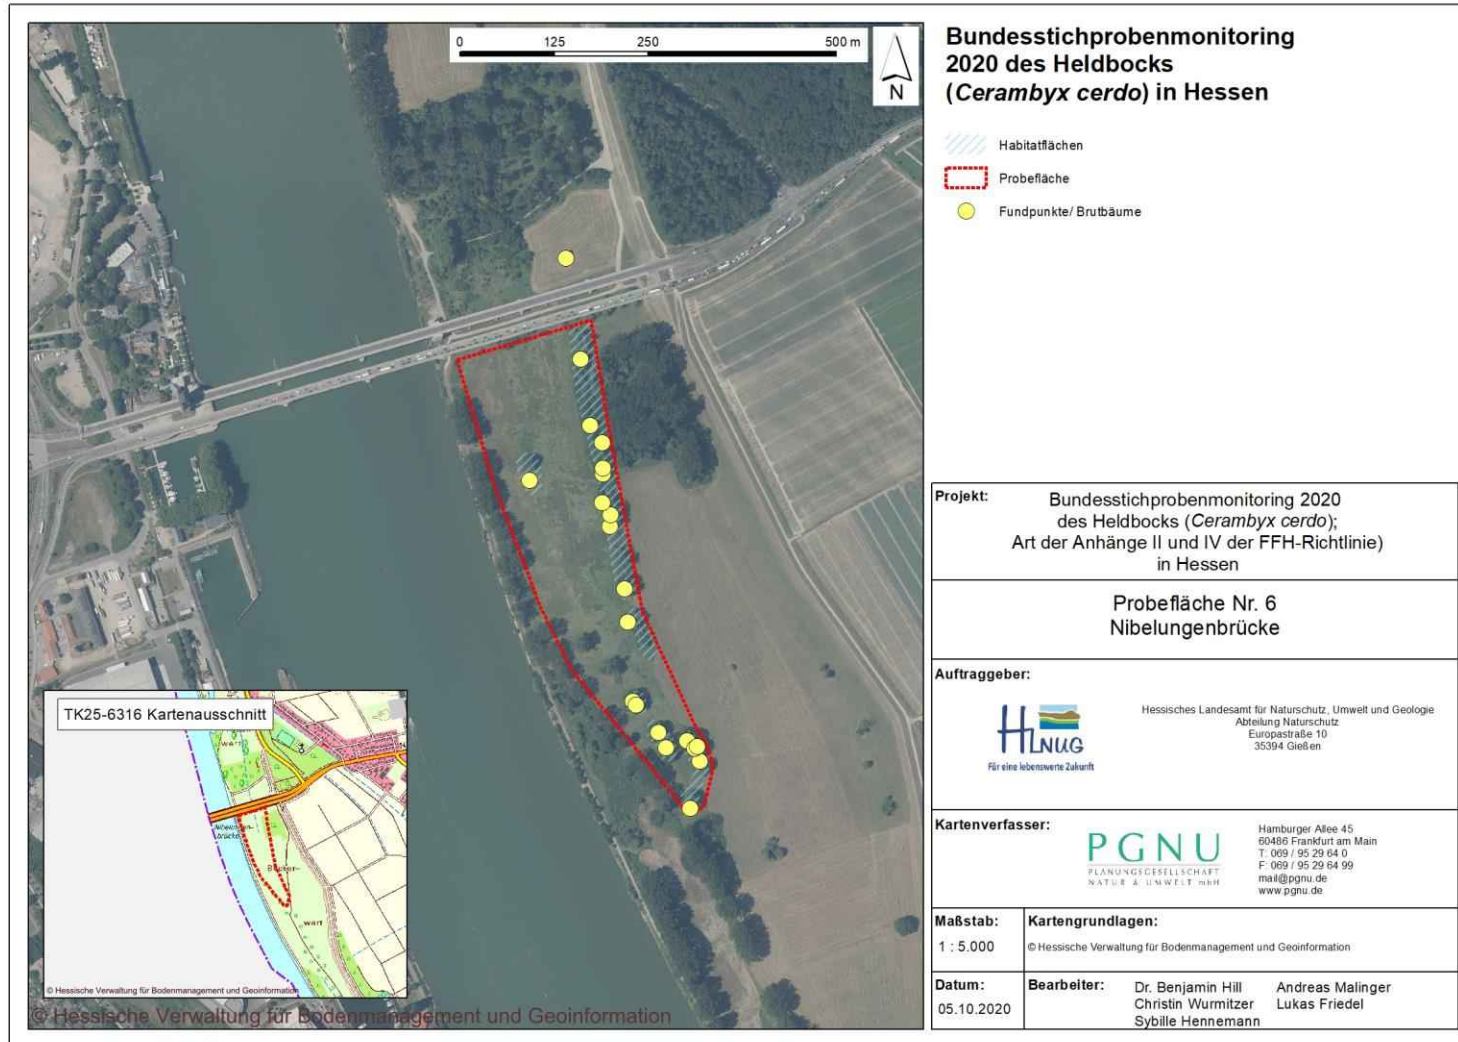 0 125 250 500 m
N
Bundesstichprobenmonitoring
2020 des Heldbocks
(Cerambyx cerdo) in Hessen
Habitatflächen
Probefläche
Fundpunkte/ Brutbäume
TK25-6316 Kartenausschnitt
wört
wört
© Hessische Verwaltung für Bodenmanagement und Geoinformation
© Hessische Verwaltung für Bodenmanagement und Geoinformation
Projekt:
Bundesstichprobenmonitoring 2020
des Heldbocks (Cerambyx cerdo);
Art der Anhänge II und IV der FFH-Richtlinie)
in Hessen
Probefläche Nr. 6
Nibelungenbrücke
Auftraggeber:
HLNUG
Für eine lebenswerte Zukunft
Hessisches Landesamt für Naturschutz, Umwelt und Geologie
Abteilung Naturschutz
Europastraße 10
35394 Gießen
Kartenverfasser:
PGNU
PLANUNGSGESELLSCHAFT
NATUR & UMWELT mbH
Hamburger Allee 45
60486 Frankfurt am Main
T: 069 / 95 29 64 0
F: 069 / 95 29 64 99
mail@pgnu.de
www.pgnu.de
Maßstab:
1 : 5.000
Kartengrundlagen:
© Hessische Verwaltung für Bodenmanagement und Geoinformation
Datum:
05.10.2020
Bearbeiter:
Dr. Benjamin Hill Andreas Malinger
Christin Wurmitzer Lukas Friedel
Sybille Hennemann